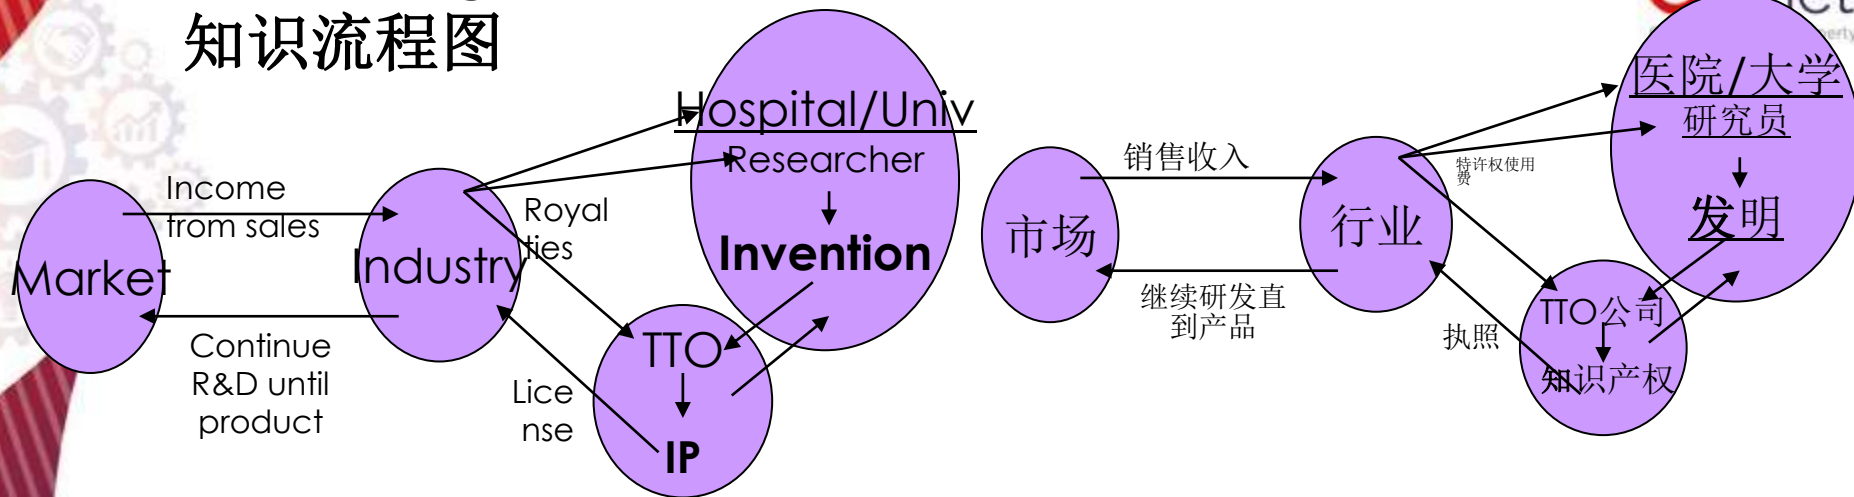 知识流程图
Hospital/Univ
Researcher
Invention
Income
from sales
Royal
ties
Market
Industry
Continue
R&D until
product
Lice
nse
TTO
IP
医院/大学
研究员
发明
销售收入
特许权使用
费
市场
行业
继续研发直
到产品
执照
TTO公司
知识产权